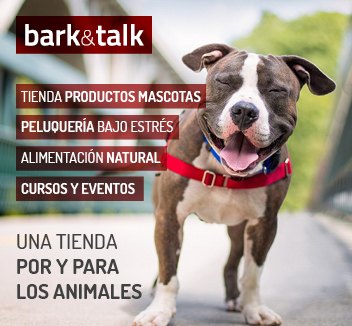 bark&talk
TIENDA PRODUCTOS MASCOTAS
PELUQUERÍA BAJO ESTRÉS
ALIMENTACIÓN NATURAL
CURSOS Y EVENTOS
UNA TIENDA
POR Y PARA
LOS ANIMALES